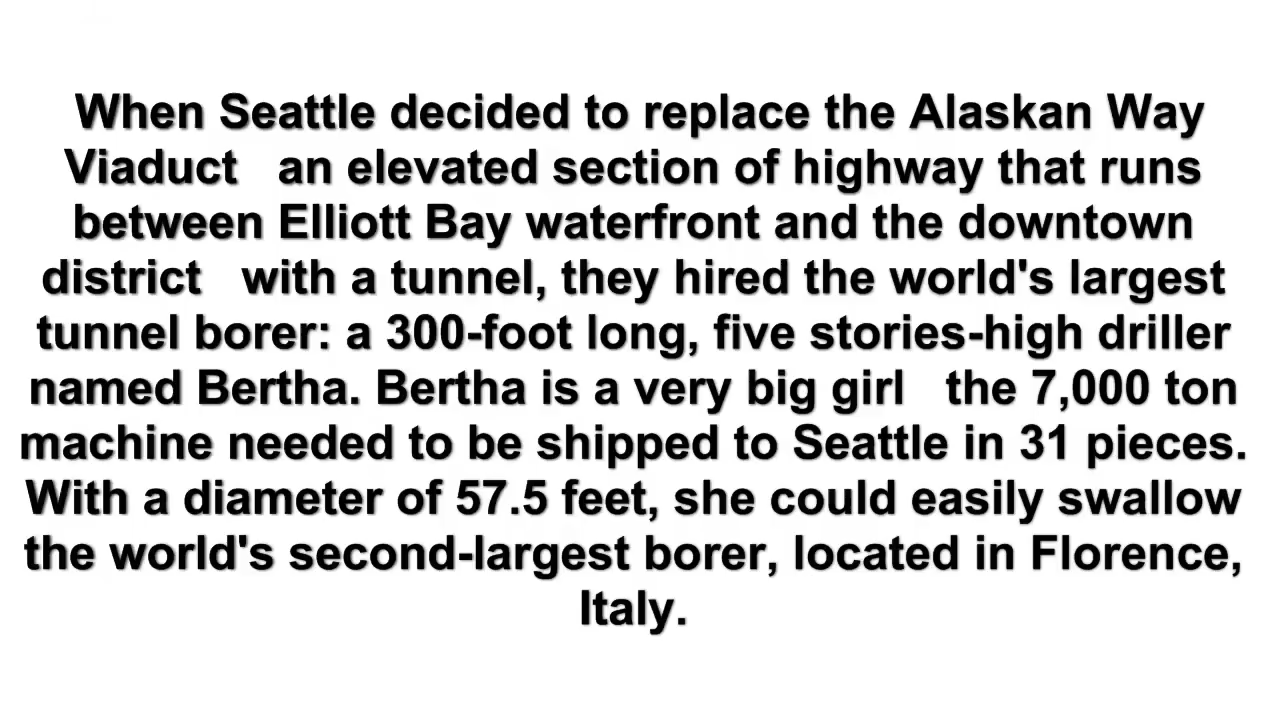 When Seattle decided to replace the Alaskan Way
Viaduct   an elevated section of highway that runs
between Elliott Bay waterfront and the downtown
district   with a tunnel, they hired the world's largest
tunnel borer: a 300-foot long, five stories-high driller
named Bertha. Bertha is a very big girl   the 7,000 ton
machine needed to be shipped to Seattle in 31 pieces.
With a diameter of 57.5 feet, she could easily swallow
the world's second-largest borer, located in Florence,
Italy.